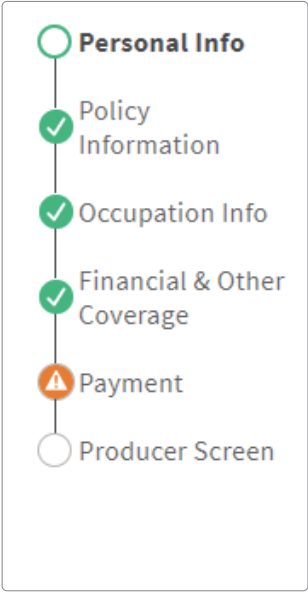 Personal Info
Policy
Information
Occupation Info
Financial & Other
Coverage
Payment
Producer Screen